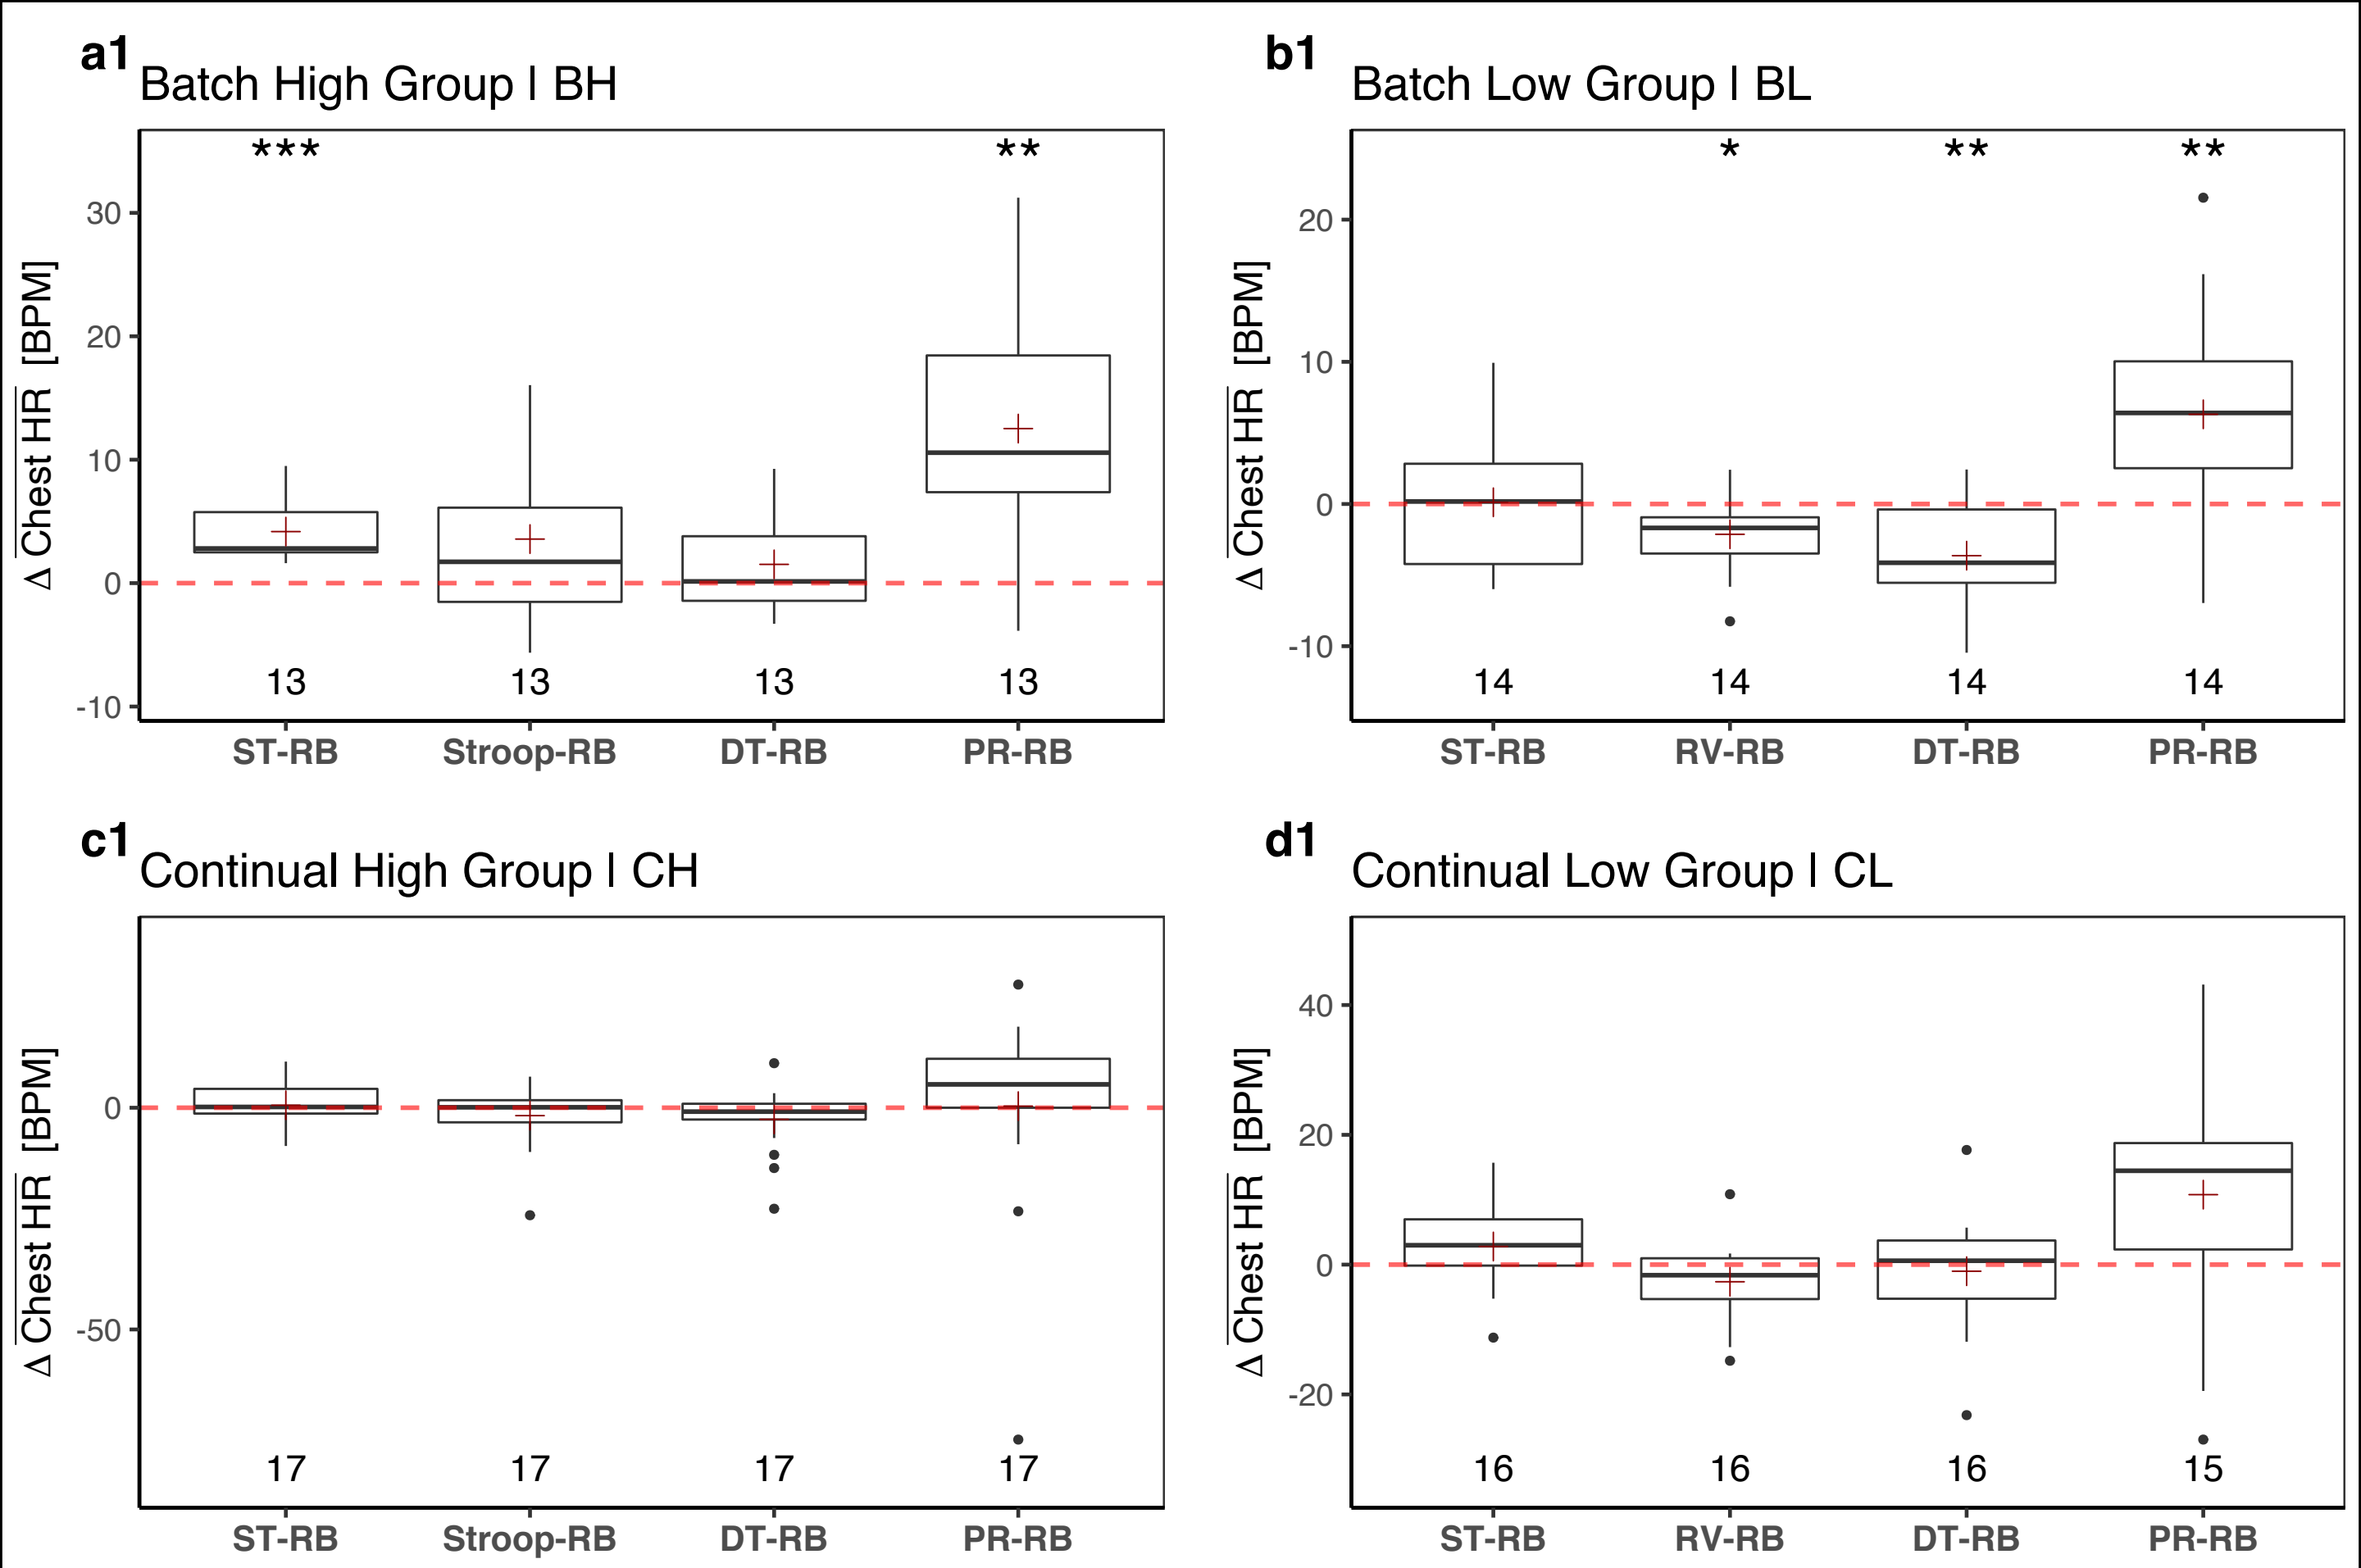 a1
Batch High Group | BH
*** **
30
20
10
0
-10
Δ Chest HR [BPM]
13 13 13 13
ST-RB Stroop-RB DT-RB PR-RB
b1
Batch Low Group | BL
* ** **
20
10
0
-10
Δ Chest HR [BPM]
14 14 14 14
ST-RB RV-RB DT-RB PR-RB
c1
Continual High Group | CH
0
-50
Δ Chest HR [BPM]
17 17 17 17
ST-RB Stroop-RB DT-RB PR-RB
d1
Continual Low Group | CL
40
20
0
-20
Δ Chest HR [BPM]
16 16 16 15
ST-RB RV-RB DT-RB PR-RB